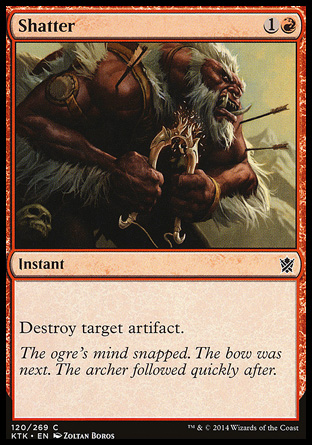 Shatter 1
Instant
Destroy target artifact.
The ogre's mind snapped. The bow was
next. The archer followed quickly after.
120/269 C
KTK • EN Zoltan Boros ™ & © 2014 Wizards of the Coast